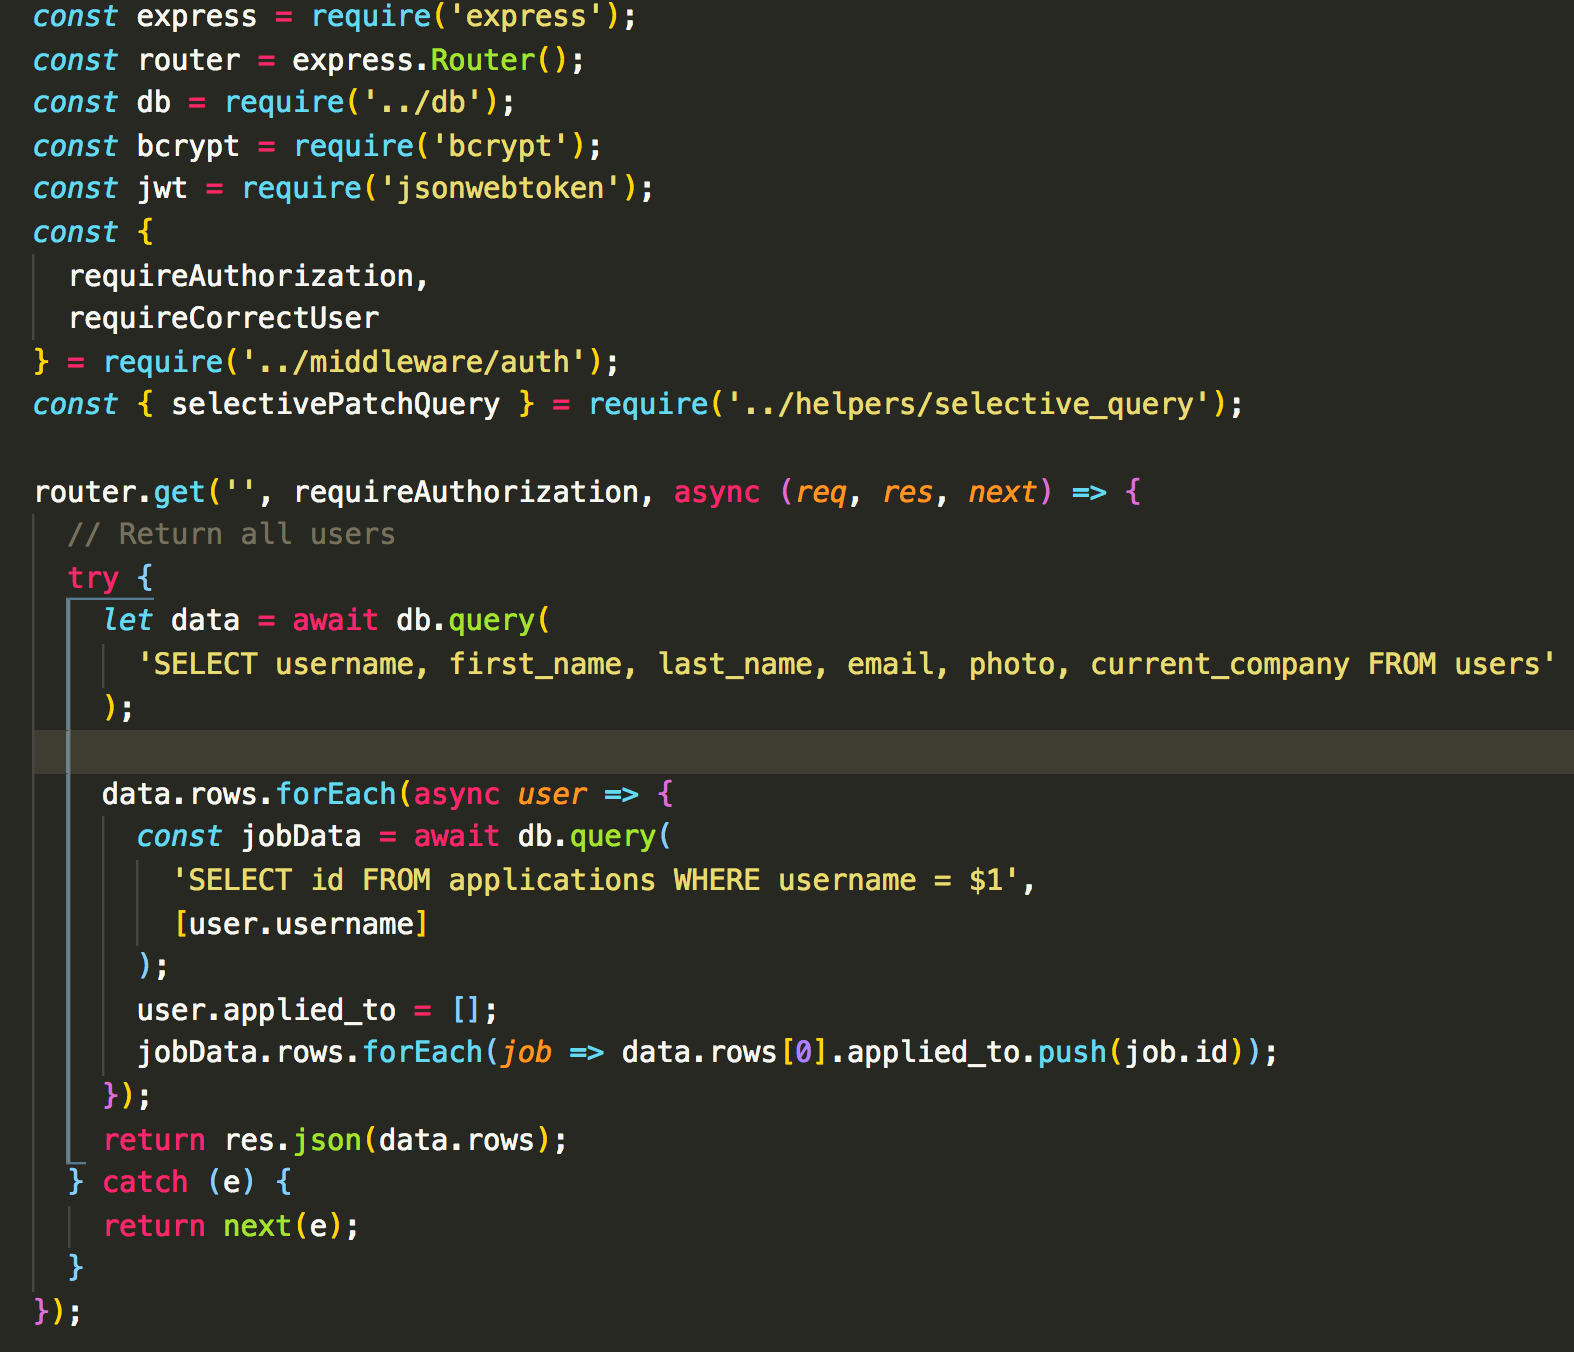 const express = require('express');
const router = express.Router();
const db = require('../db');
const bcrypt = require('bcrypt');
const jwt = require('jsonwebtoken');
const {
  requireAuthorization,
  requireCorrectUser
} = require('../middleware/auth');
const { selectivePatchQuery } = require('../helpers/selective_query');

router.get('', requireAuthorization, async (req, res, next) => {
  // Return all users
  try {
    let data = await db.query(
      'SELECT username, first_name, last_name, email, photo, current_company FROM users'
    );

    data.rows.forEach(async user => {
      const jobData = await db.query(
        'SELECT id FROM applications WHERE username = $1',
        [user.username]
      );
      user.applied_to = [];
      jobData.rows.forEach(job => data.rows[0].applied_to.push(job.id));
    });
    return res.json(data.rows);
  } catch (e) {
    return next(e);
  }
});